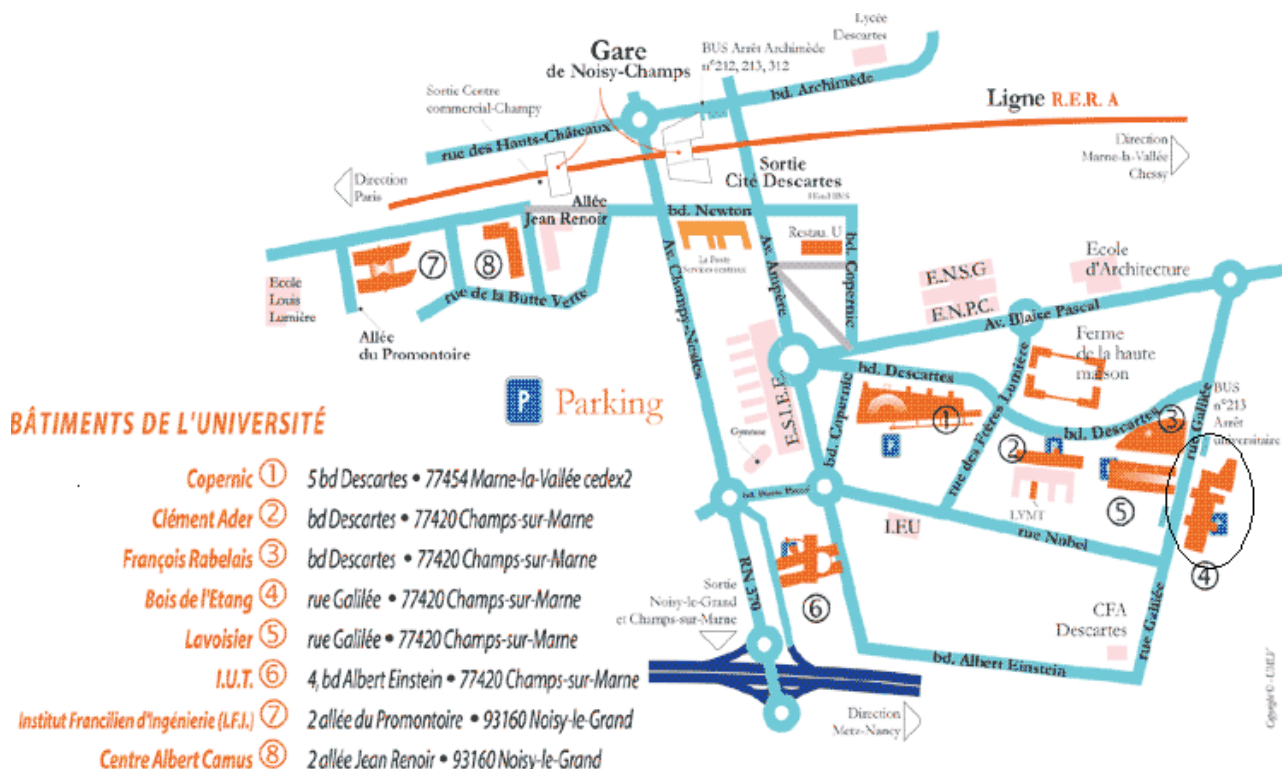 Lycée
Descartes
Gare
de Noisy-Champs
BUS Arrêt Archimède
n°212, 213, 312
bd. Archimède
Sortie Centre
commercial-Champy
rue des Hauts-Châteaux
Ligne R.E.R. A
Direction
Marne-la-Vallée
Chessy
Direction
Paris
Sortie
Cité Descartes
Hôtel IBIS
Allée
Jean Renoir
bd. Newton
Restau. U
bd. Copernic
La Poste
Services centraux
Av. Ampère
Av. Champy-Nesles
7
8
rue de la Butte Verte
Ecole
Louis
Lumière
Allée
du Promontoire
E.N.S.G
E.N.P.C.
Ecole
d'Architecture
Av. Blaise Pascal
Ferme
de la haute
maison
rue des Frères Lumière
bd. Descartes
bd. Descartes
E.S.I.E.E.
Gymnase
bd. Copernic
1
2
3
BUS
n°213
Arrêt
universitaire
rue Galilée
P Parking
P
P
P
P
P
LVMT
5
4
I.F.U
rue Nobel
RN 370
6
Sortie
Noisy-le-Grand
et Champs-sur-Marne
CFA
Descartes
rue Galilée
bd. Albert Einstein
Direction
Metz-Nancy
BÂTIMENTS DE L'UNIVERSITÉ
Copernic 1 5 bd Descartes • 77454 Marne-la-Vallée cedex2
Clément Ader 2 bd Descartes • 77420 Champs-sur-Marne
François Rabelais 3 bd Descartes • 77420 Champs-sur-Marne
Bois de l'Etang 4 rue Galilée • 77420 Champs-sur-Marne
Lavoisier 5 rue Galilée • 77420 Champs-sur-Marne
I.U.T. 6 4, bd Albert Einstein • 77420 Champs-sur-Marne
Institut Francilien d'Ingénierie (I.F.I.) 7 2 allée du Promontoire • 93160 Noisy-le-Grand
Centre Albert Camus 8 2 allée Jean Renoir • 93160 Noisy-le-Grand
Copyright © - UMLV